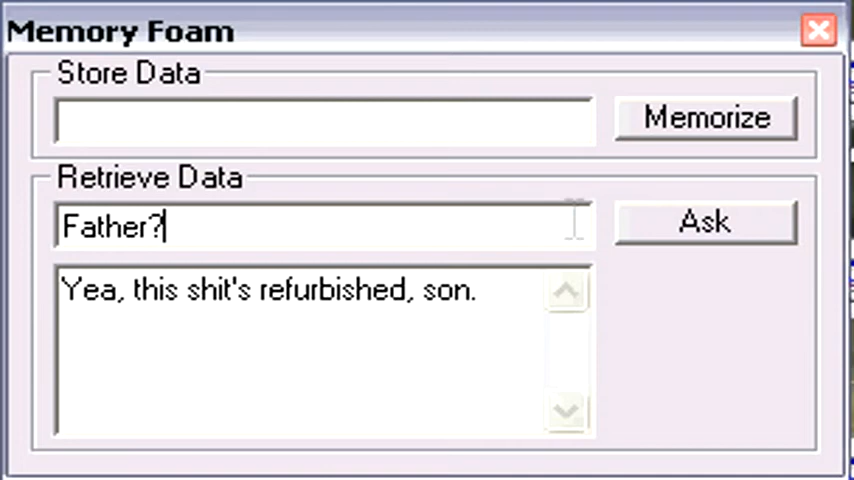 Memory Foam
Store Data
Memorize
Retrieve Data
Father?
Ask
Yea, this shit's refurbished, son.